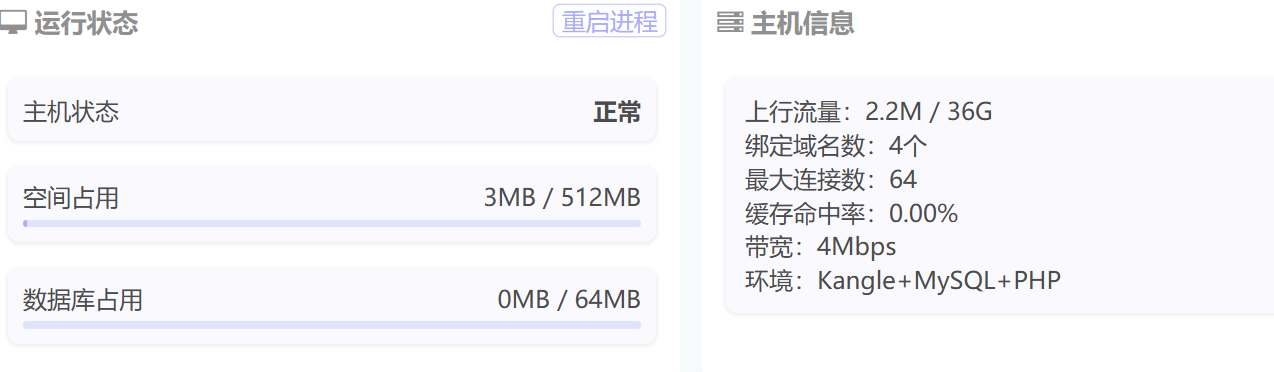 运行状态
重启进程
主机状态
正常
空间占用
3MB / 512MB
数据库占用
0MB / 64MB
主机信息
上行流量：2.2M / 36G
绑定域名数：4个
最大连接数：64
缓存命中率：0.00%
带宽：4Mbps
环境：Kangle+MySQL+PHP